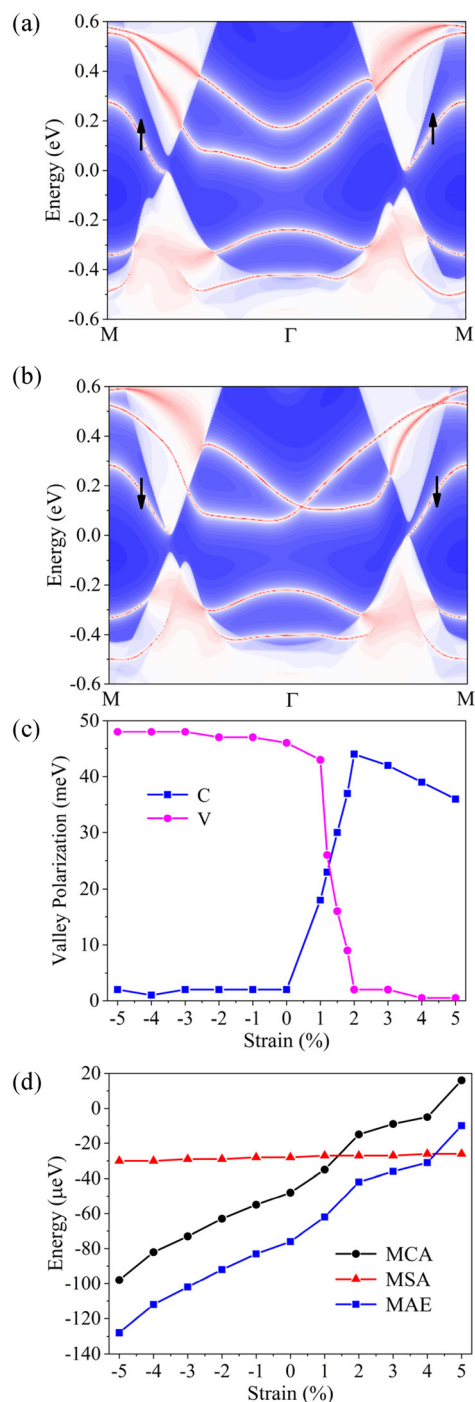 (a)
0.6
0.4
0.2
0.0
-0.2
-0.4
-0.6
Energy (eV)
M Γ M
(b)
0.6
0.4
0.2
0.0
-0.2
-0.4
-0.6
Energy (eV)
M Γ M
(c)
50
40
30
20
10
0
Valley Polarization (meV)
C
V
-5 -4 -3 -2 -1 0 1 2 3 4 5
Strain (%)
(d)
20
0
-20
-40
-60
-80
-100
-120
-140
Energy (μeV)
MCA
MSA
MAE
-5 -4 -3 -2 -1 0 1 2 3 4 5
Strain (%)